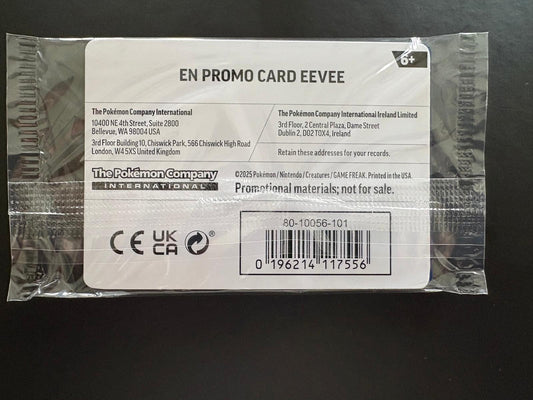 6+
EN PROMO CARD EEVEE
The Pokémon Company International
10400 NE 4th Street, Suite 2800
Bellevue, WA 98004 USA
3rd Floor Building 10, Chiswick Park, 566 Chiswick High Road
London, W4 5XS United Kingdom
The Pokémon Company International Ireland Limited
3rd Floor, 2 Central Plaza, Dame Street
Dublin 2, D02 T0X4, Ireland
Retain these addresses for your records.
The Pokémon Company
INTERNATIONAL
©2025 Pokémon / Nintendo / Creatures / GAME FREAK. Printed in the USA
Promotional materials; not for sale.
CE UK
CA ®
80-10056-101
0 196214 117556